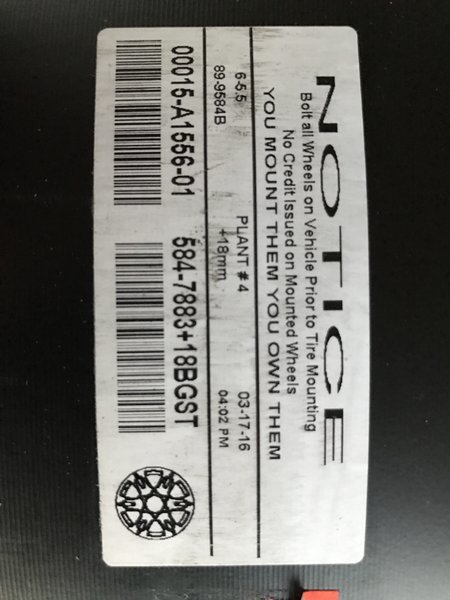 NOTICE
Bolt all Wheels on Vehicle Prior to Tire Mounting
No Credit Issued on Mounted Wheels
YOU MOUNT THEM YOU OWN THEM
6-5.5 PLANT # 4 03-17-16
89-9584B +18mm 04:02 PM
00015-A1556-01 584-7883+18BGST